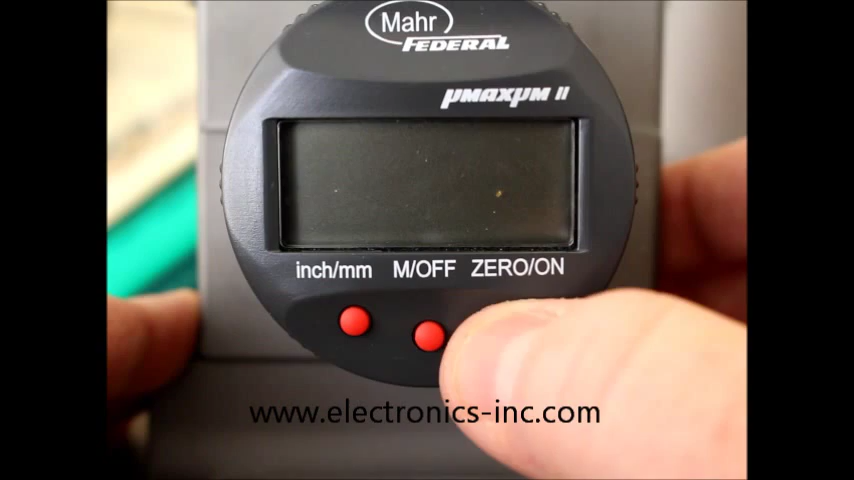 Mahr
FEDERAL
µMAXµM II
inch/mm M/OFF ZERO/ON
www.electronics-inc.com